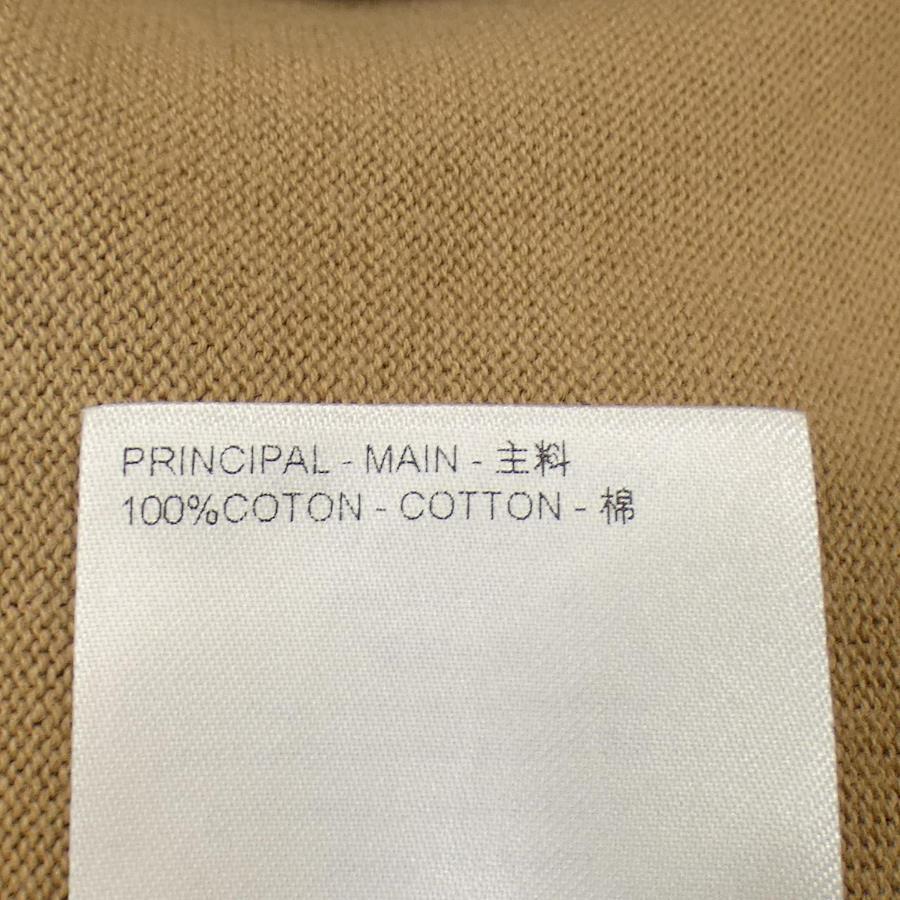 PRINCIPAL - MAIN - 主料
100%COTON - COTTON - 棉